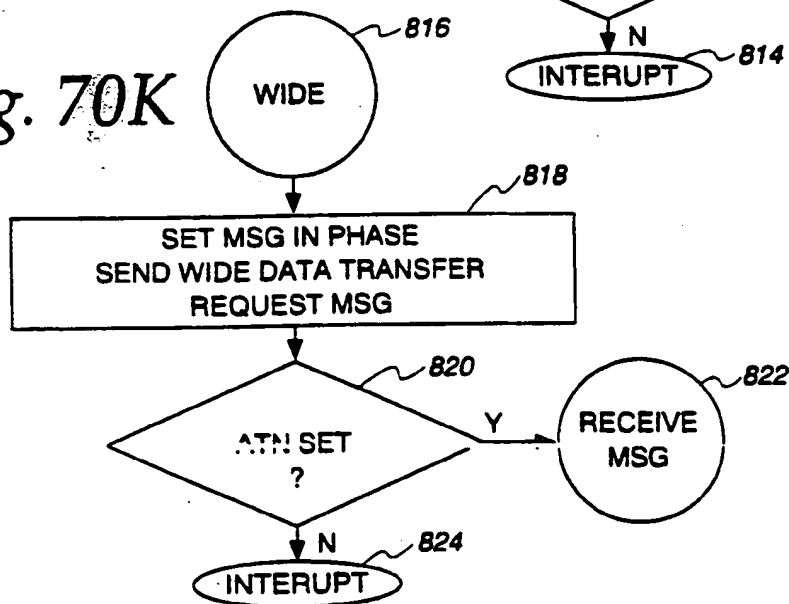 816
N
814
INTERUPT
g. 70K
WIDE
818
SET MSG IN PHASE
SEND WIDE DATA TRANSFER
REQUEST MSG
820
822
ATN SET
?
Y
RECEIVE
MSG
N
824
INTERUPT